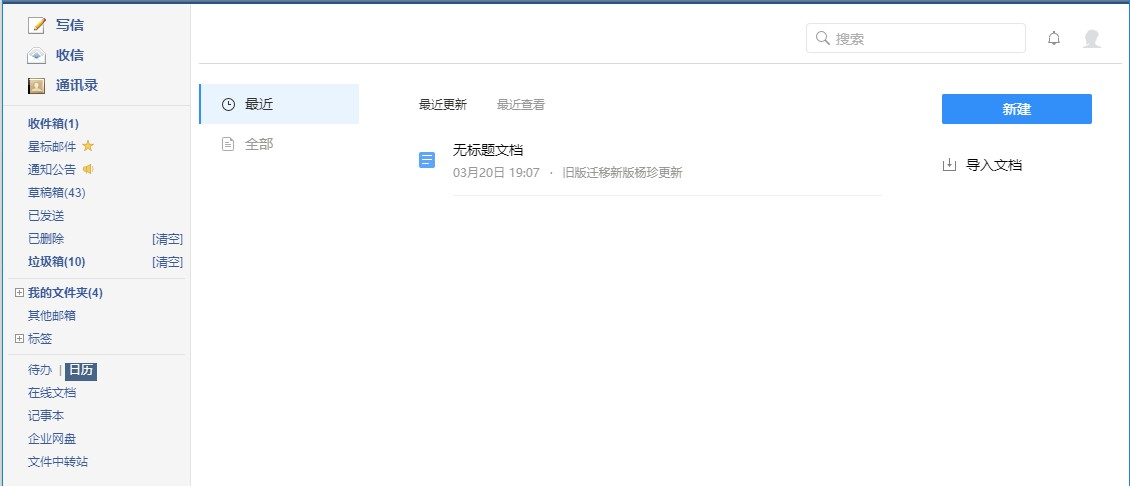 写信
收信
通讯录
收件箱(1)
星标邮件
通知公告
草稿箱(43)
已发送
已删除 [清空]
垃圾箱(10) [清空]
我的文件夹(4)
其他邮箱
标签
待办 | 日历
在线文档
记事本
企业网盘
文件中转站
搜索
最近
全部
最近更新 最近查看
无标题文档
03月20日 19:07 · 旧版迁移新版杨珍更新
新建
导入文档